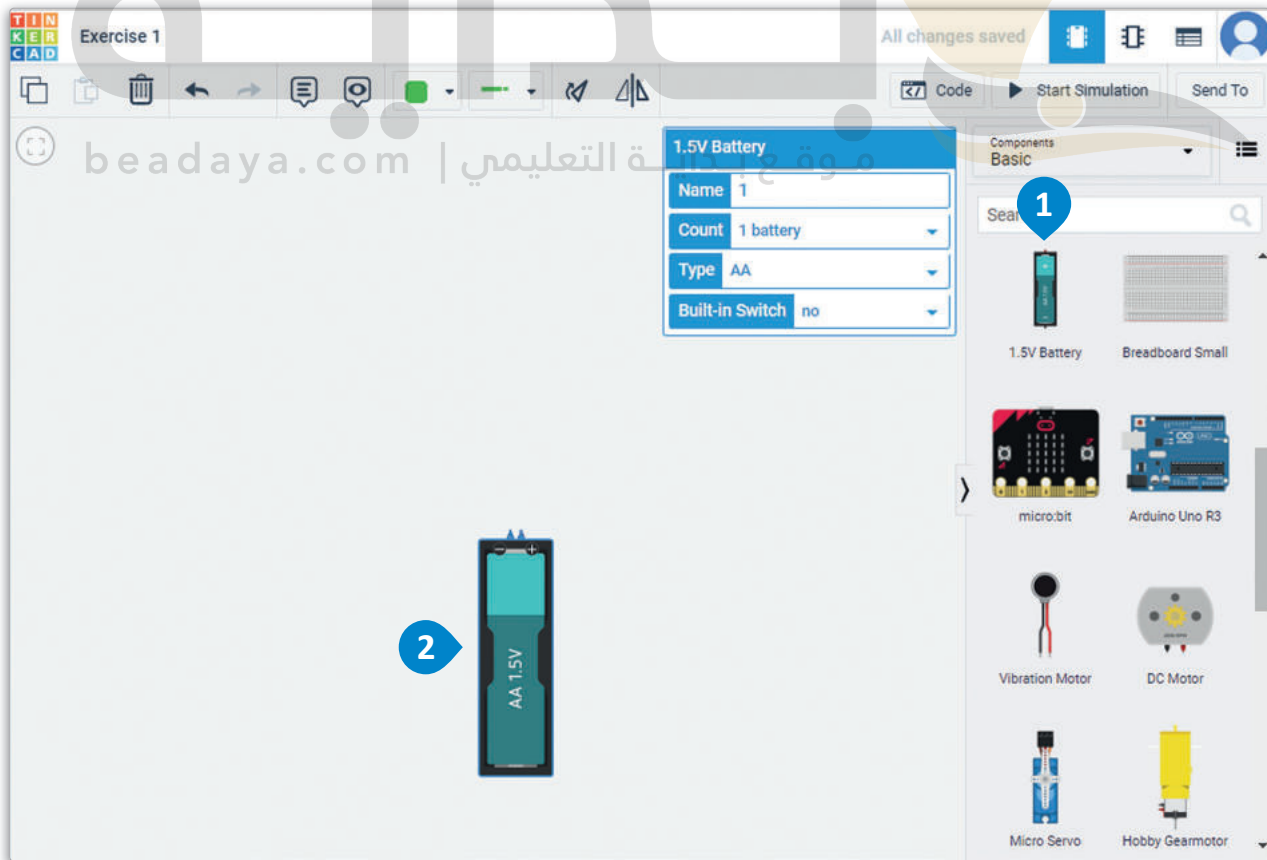 TIN
KER
CAD
Exercise 1
All changes saved
Code
Start Simulation
Send To
beadaya.com | موقع بداية التعليمي
1.5V Battery
Name 1
Count 1 battery
Type AA
Built-in Switch no
Components
Basic
1
1.5V Battery
Breadboard Small
micro:bit
Arduino Uno R3
Vibration Motor
DC Motor
Micro Servo
Hobby Gearmotor
2
AA 1.5V